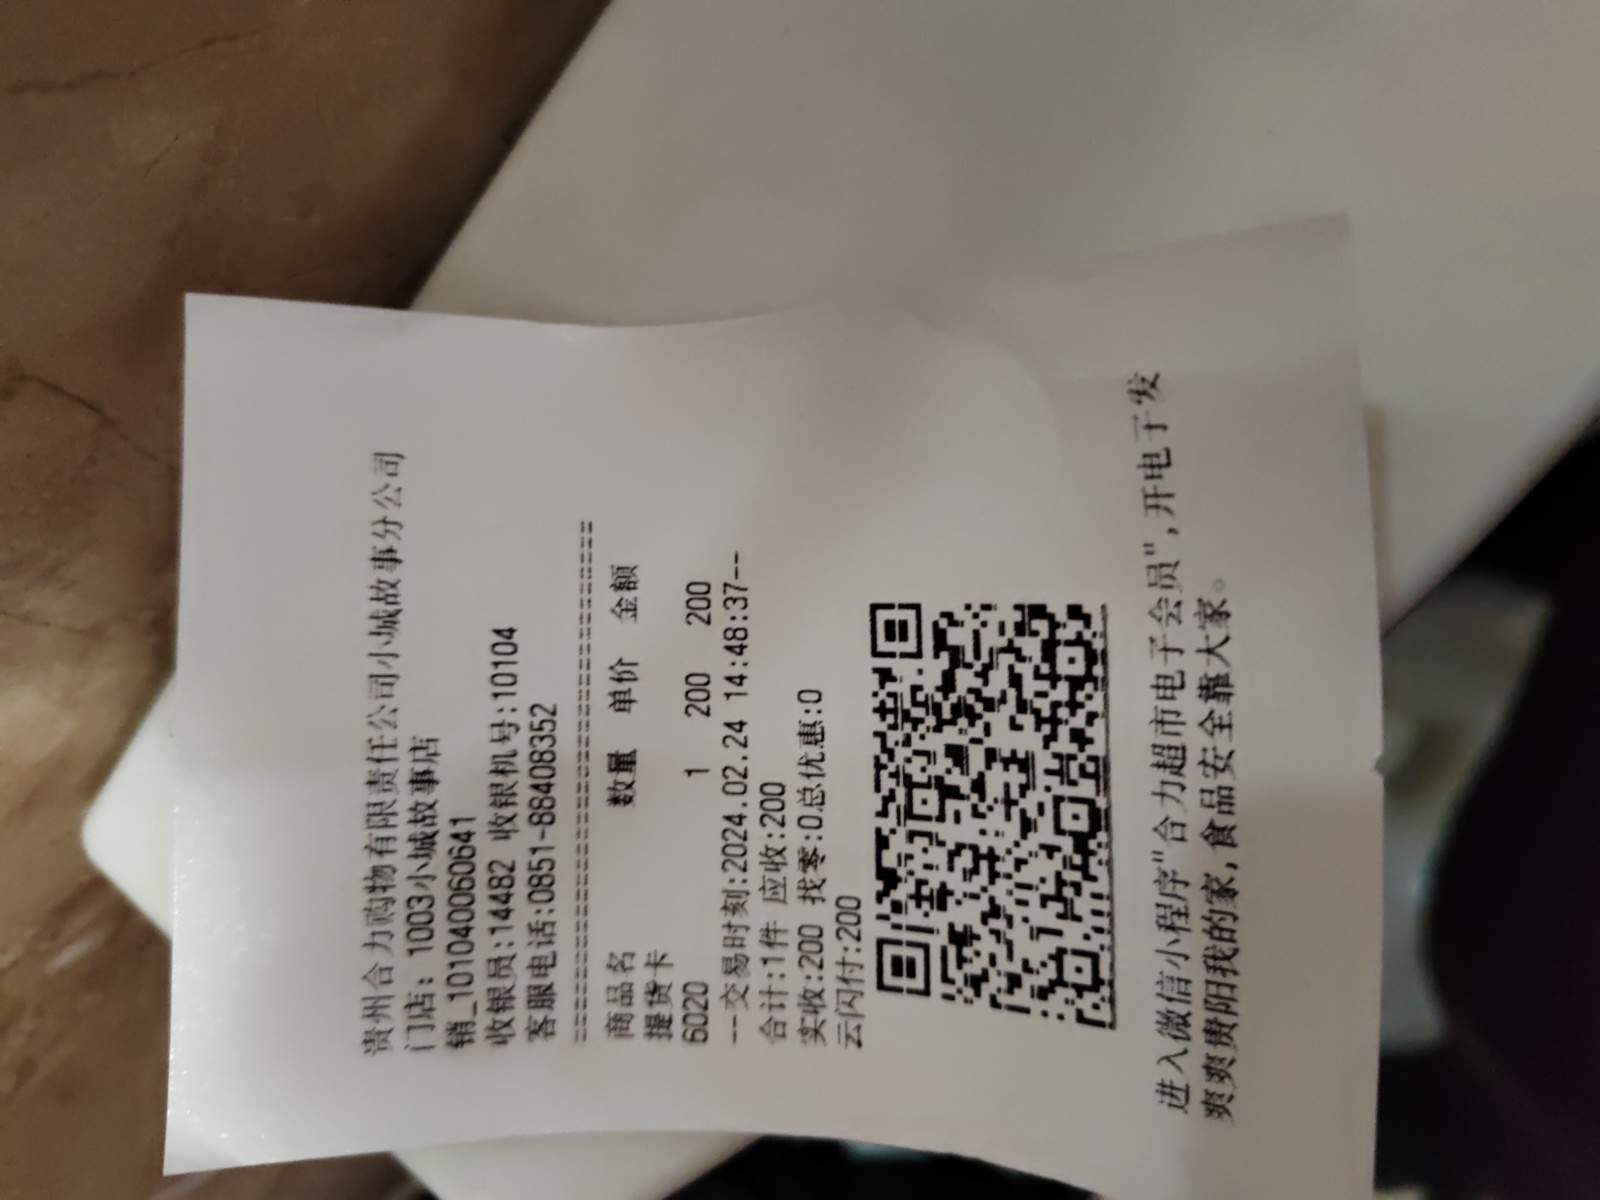 贵州合力购物有限责任公司小城故事分公司
门店: 1003小城故事店
销_101040060641
收银员:14482 收银机号:10104
客服电话:0851-88408352
================================
商品名 数量 单价 金额
提货卡
6020 1 200 200
--交易时刻:2024.02.24 14:48:37--
合计:1件 应收:200
实收:200 找零:0总优惠:0
云闪付:200
进入微信小程序"合力超市电子会员",开电子发
爽爽贵阳我的家,食品安全靠大家。